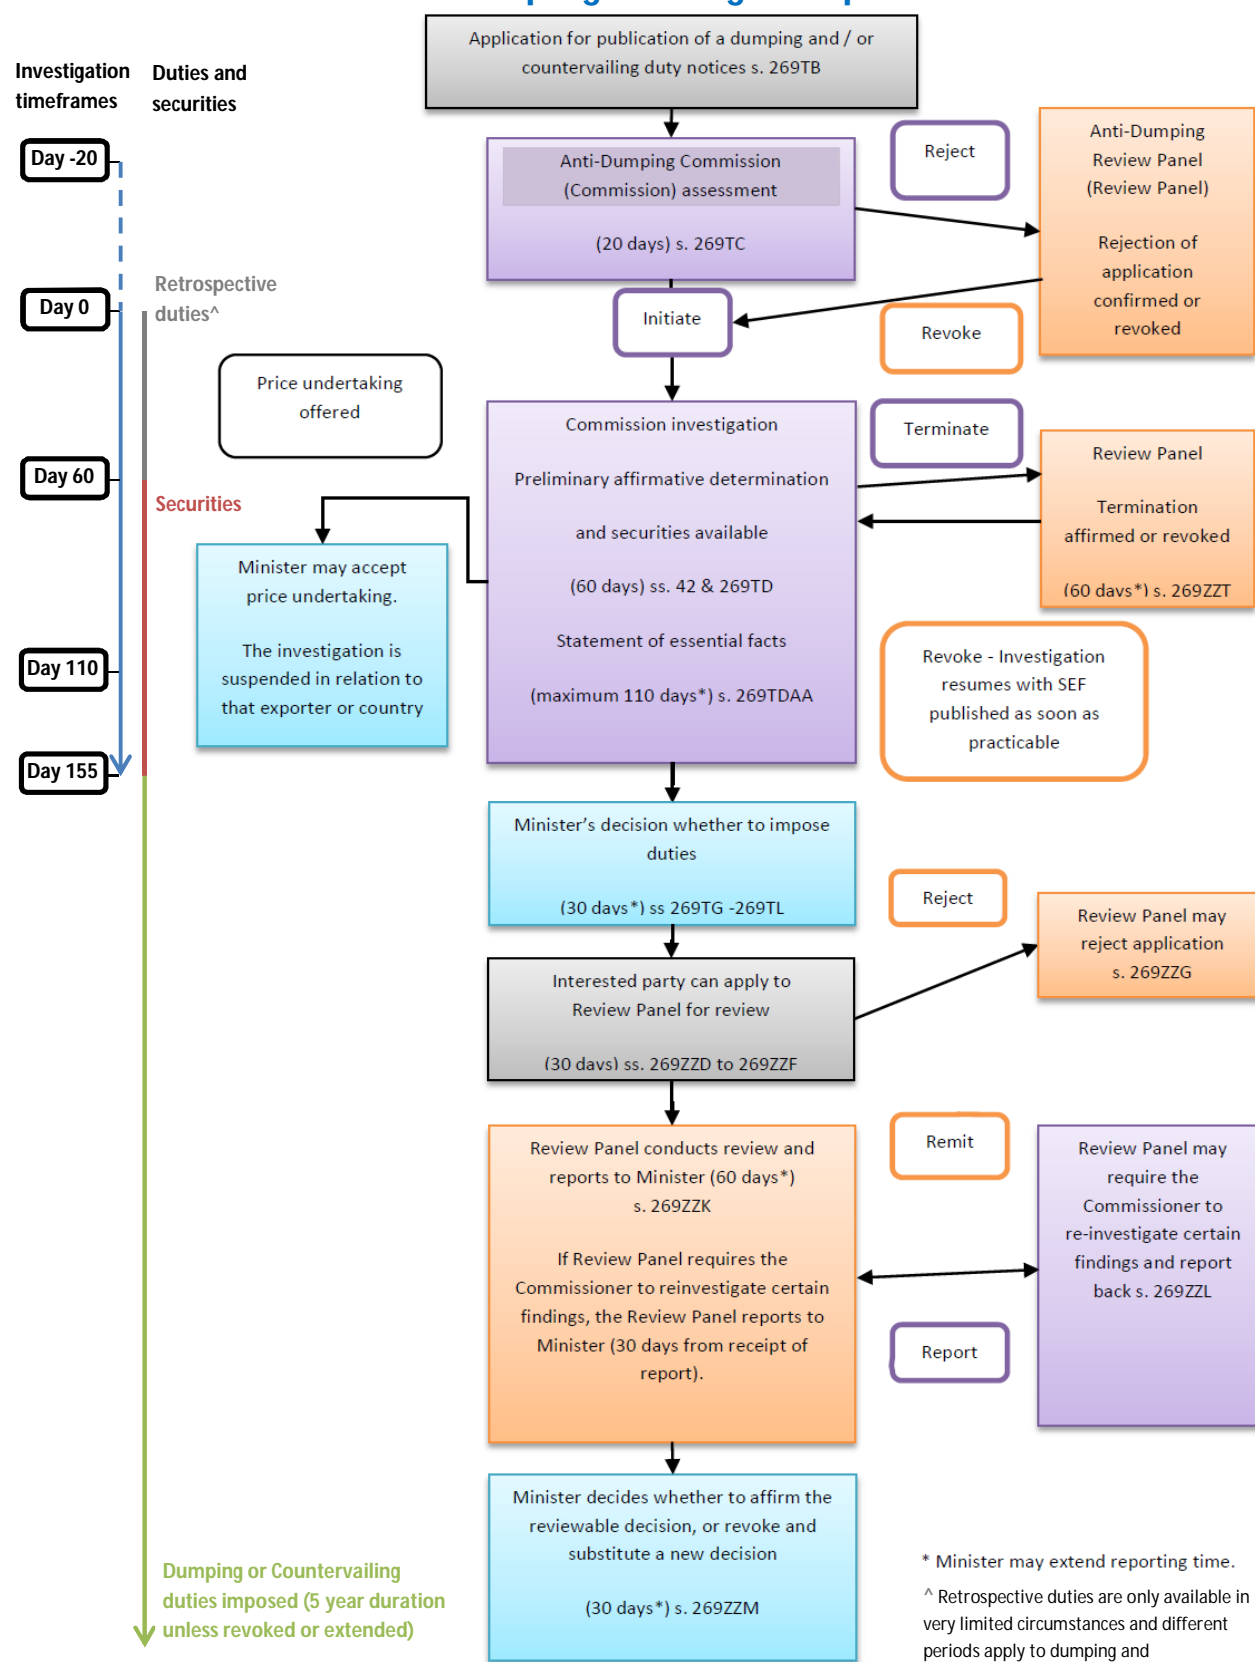 Application for publication of a dumping and / or
countervailing duty notices s. 269TB
Investigation
timeframes
Duties and
securities
Day -20
Anti-Dumping Commission
(Commission) assessment
(20 days) s. 269TC
Reject
Anti-Dumping
Review Panel
(Review Panel)
Rejection of
application
confirmed or
revoked
Retrospective
duties^
Day 0
Initiate
Revoke
Price undertaking
offered
Commission investigation
Preliminary affirmative determination
and securities available
(60 days) ss. 42 & 269TD
Statement of essential facts
(maximum 110 days*) s. 269TDAA
Terminate
Review Panel
Termination
affirmed or revoked
(60 days*) s. 269ZZT
Day 60
Securities
Minister may accept
price undertaking.
The investigation is
suspended in relation to
that exporter or country
Revoke - Investigation
resumes with SEF
published as soon as
practicable
Day 110
Day 155
Minister's decision whether to impose
duties
(30 days*) ss 269TG -269TL
Reject
Review Panel may
reject application
s. 269ZZG
Interested party can apply to
Review Panel for review
(30 days) ss. 269ZZD to 269ZZF
Review Panel conducts review and
reports to Minister (60 days*)
s. 269ZZK
If Review Panel requires the
Commissioner to reinvestigate certain
findings, the Review Panel reports to
Minister (30 days from receipt of
report).
Remit
Review Panel may
require the
Commissioner to
re-investigate certain
findings and report
back s. 269ZZL
Report
Minister decides whether to affirm the
reviewable decision, or revoke and
substitute a new decision
(30 days*) s. 269ZZM
Dumping or Countervailing
duties imposed (5 year duration
unless revoked or extended)
* Minister may extend reporting time.
^ Retrospective duties are only available in
very limited circumstances and different
periods apply to dumping and